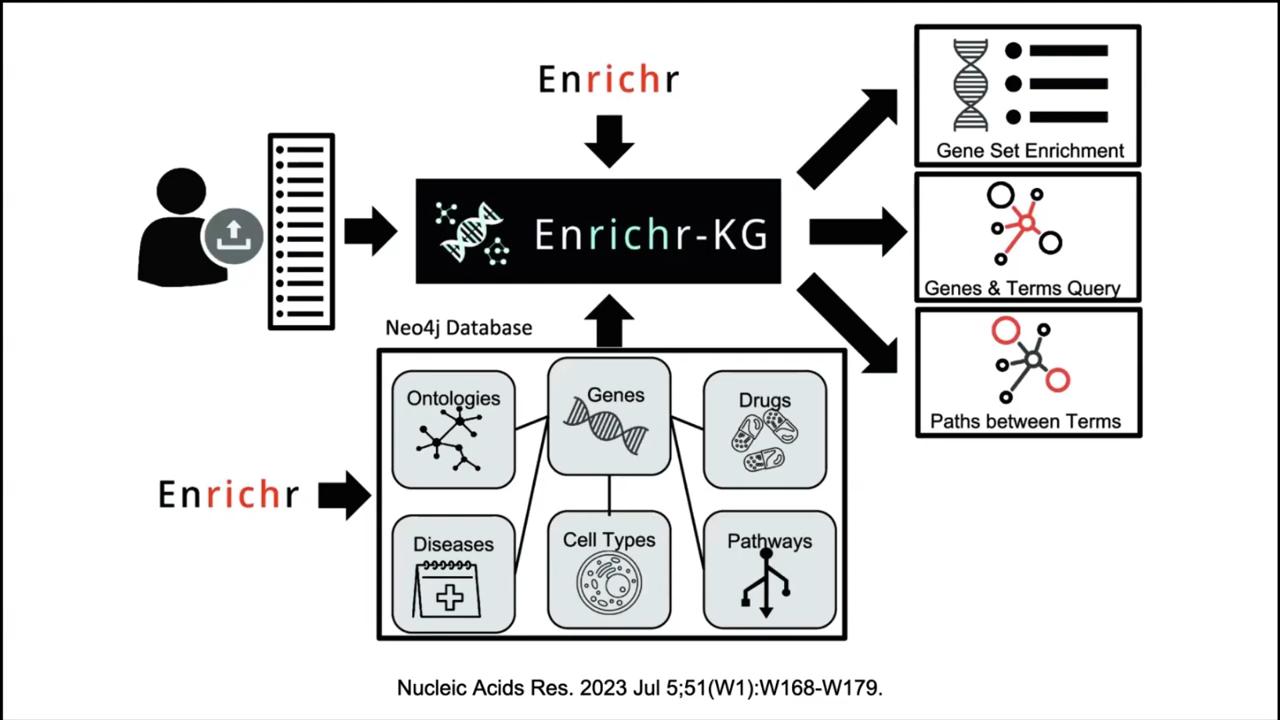 Enrichr
Gene Set Enrichment
Enrichr-KG
Genes & Terms Query
Neo4j Database
Paths between Terms
Ontologies
Genes
Drugs
Enrichr
Diseases
Cell Types
Pathways
Nucleic Acids Res. 2023 Jul 5;51(W1):W168-W179.